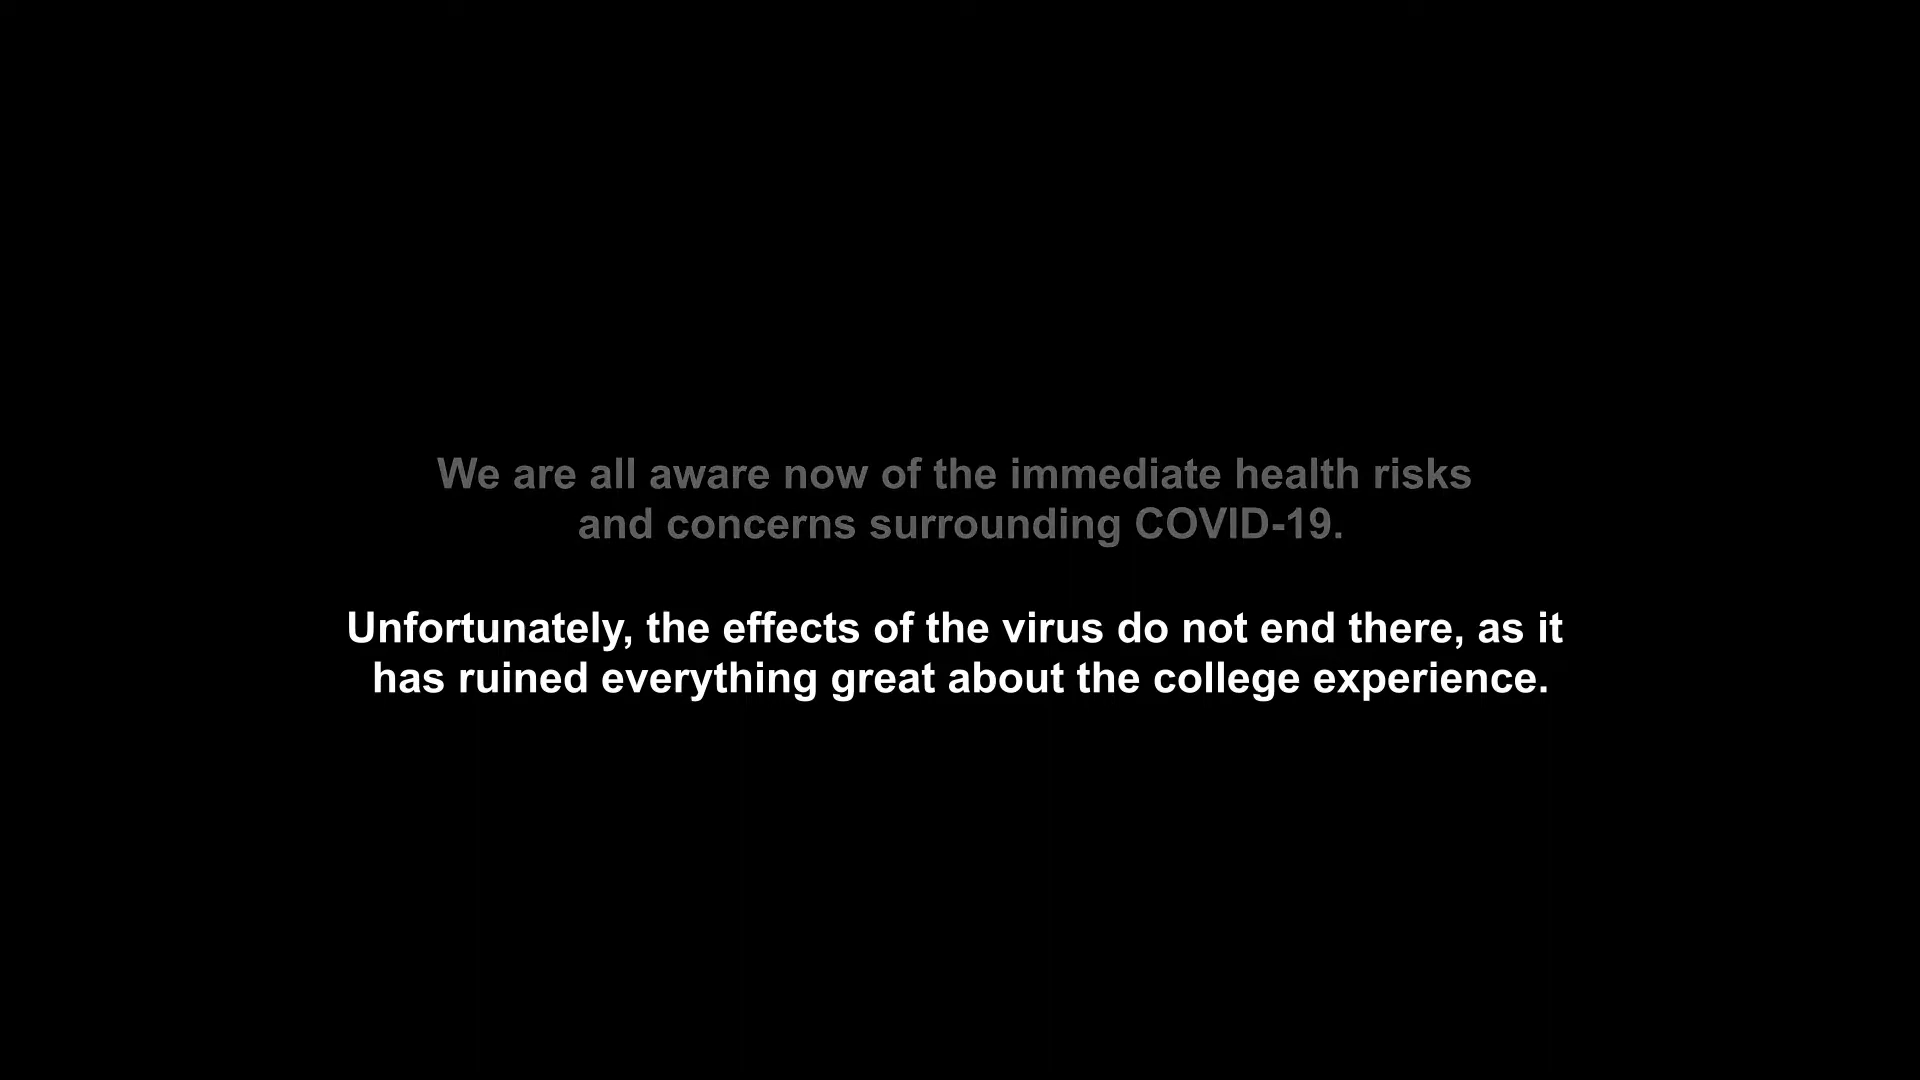 We are all aware now of the immediate health risks
and concerns surrounding COVID-19.
Unfortunately, the effects of the virus do not end there, as it
has ruined everything great about the college experience.